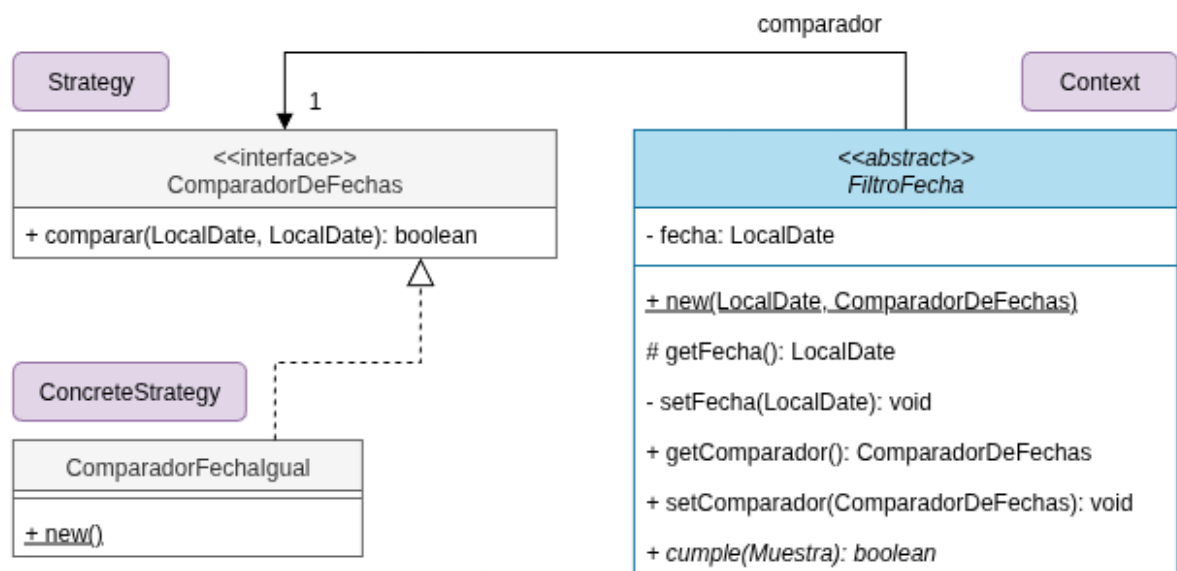 comparador
Strategy
Context
1
<<interface>>
ComparadorDeFechas
+ comparar(LocalDate, LocalDate): boolean
<<abstract>>
FiltroFecha
- fecha: LocalDate
+ new(LocalDate, ComparadorDeFechas)
# getFecha(): LocalDate
- setFecha(LocalDate): void
+ getComparador(): ComparadorDeFechas
+ setComparador(ComparadorDeFechas): void
+ cumple(Muestra): boolean
ConcreteStrategy
ComparadorFechaIgual
+ new()